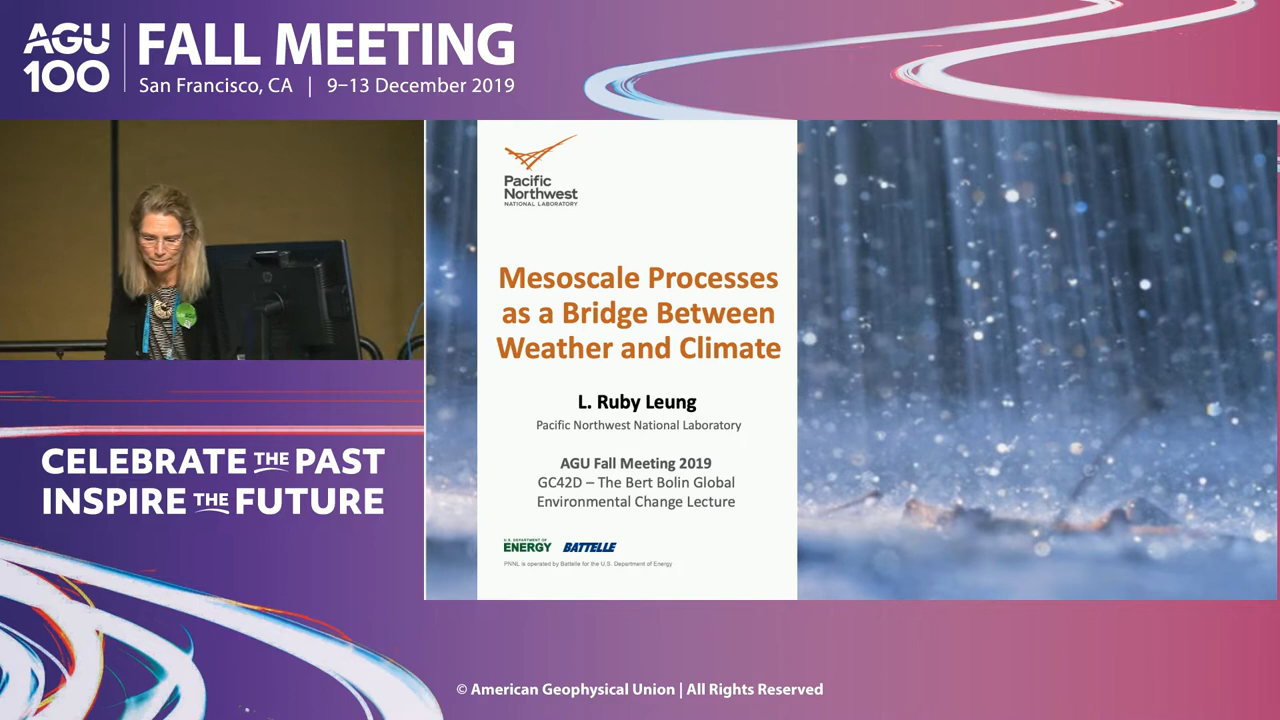 AGU
100
FALL MEETING
San Francisco, CA | 9–13 December 2019
Pacific
Northwest
NATIONAL LABORATORY
Mesoscale Processes
as a Bridge Between
Weather and Climate
L. Ruby Leung
Pacific Northwest National Laboratory
AGU Fall Meeting 2019
GC42D – The Bert Bolin Global
Environmental Change Lecture
U.S. DEPARTMENT OF
ENERGY BATTELLE
PNNL is operated by Battelle for the U.S. Department of Energy
CELEBRATE THE PAST
INSPIRE THE FUTURE
© American Geophysical Union | All Rights Reserved